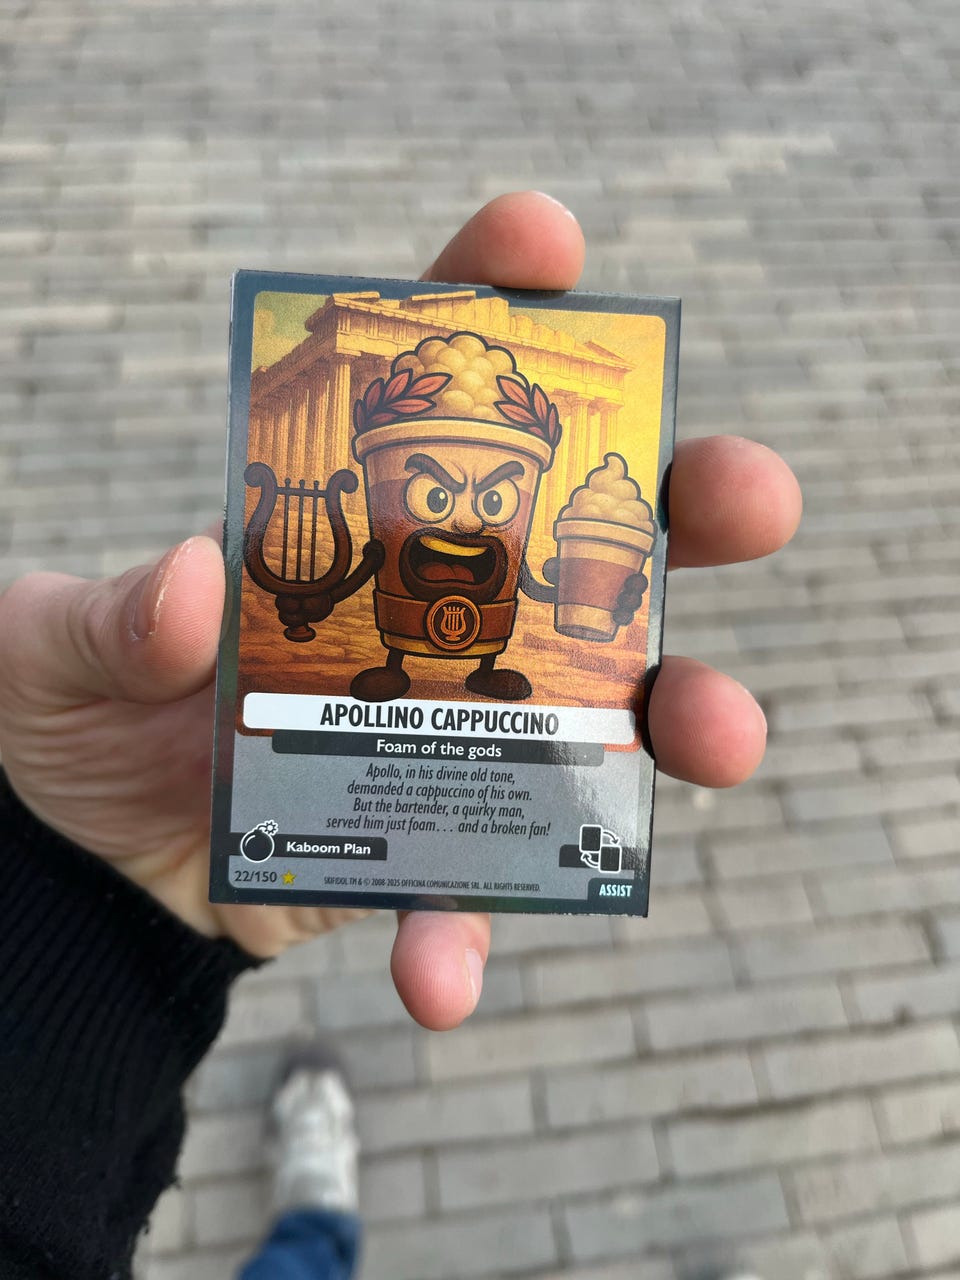 APOLLINO CAPPUCCINO
Foam of the gods
Apollo, in his divine old tone,
demanded a cappuccino of his own.
But the bartender, a quirky man,
served him just foam... and a broken fan!
Kaboom Plan
22/150
SKIFIDOL TM & © 2008-2025 OFFICINA COMUNICAZIONE SRL. ALL RIGHTS RESERVED.
ASSIST